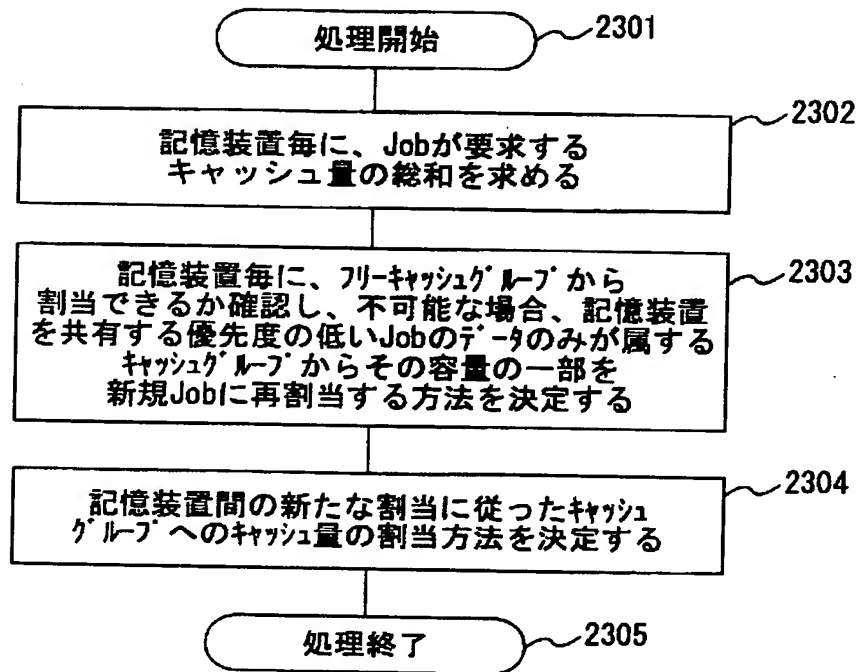 処理開始
2301
2302
記憶装置毎に、Jobが要求する
キャッシュ量の総和を求める
2303
記憶装置毎に、ﾌﾘｰｷｬｯｼｭｸﾞﾙｰﾌﾟから
割当できるか確認し、不可能な場合、記憶装置
を共有する優先度の低いJobのﾃﾞｰﾀのみが属する
ｷｬｯｼｭｸﾞﾙｰﾌﾟからその容量の一部を
新規Jobに再割当する方法を決定する
2304
記憶装置間の新たな割当に従ったｷｬｯｼｭ
ｸﾞﾙｰﾌﾟへのｷｬｯｼｭ量の割当方法を決定する
処理終了
2305